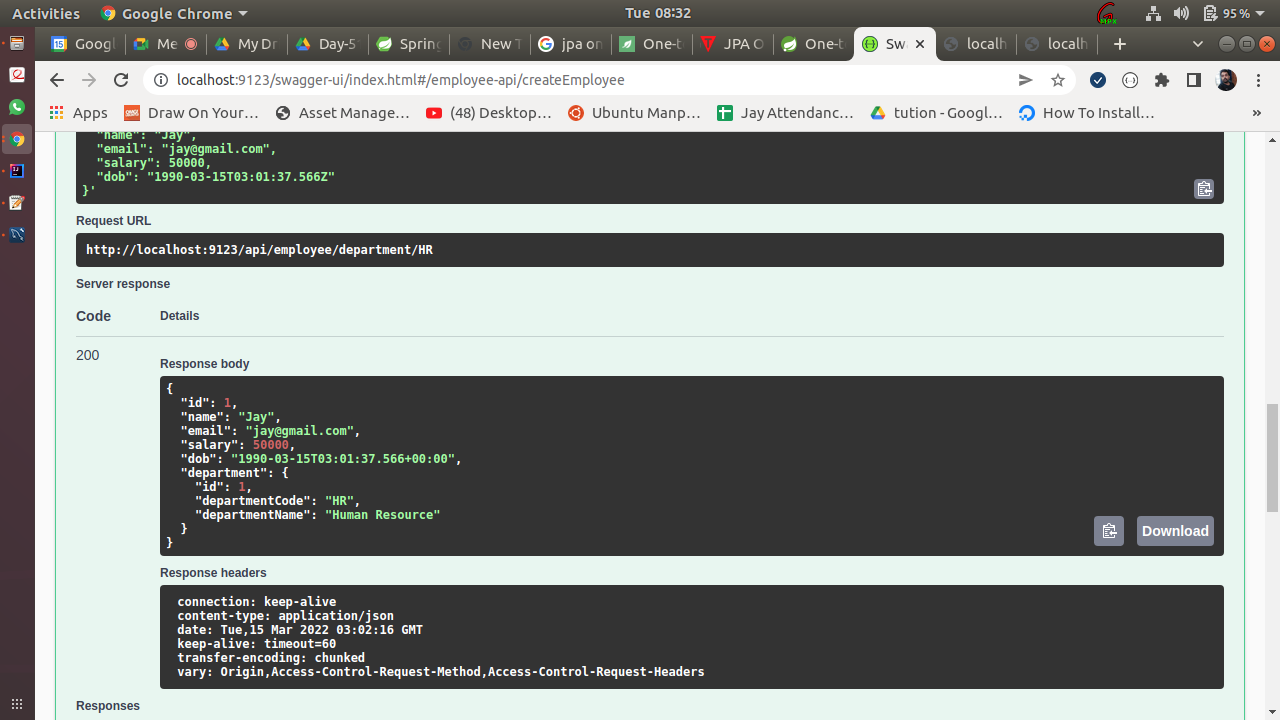 Activities
Google Chrome
Tue 08:32
MPX
95 %
Googl
Me
My Dr
Day-5
Spring
New T
jpa on
One-t
JPA O
One-t
Sw
localh
localh
localhost:9123/swagger-ui/index.html#/employee-api/createEmployee
Apps
Draw On Your…
Asset Manage…
(48) Desktop…
Ubuntu Manp…
Jay Attendanc…
tution - Googl…
How To Install…
»
"name": "Jay",
"email": "jay@gmail.com",
"salary": 50000,
"dob": "1990-03-15T03:01:37.566Z"
}'
Request URL
http://localhost:9123/api/employee/department/HR
Server response
Code Details
200
Response body
{
"id": 1,
"name": "Jay",
"email": "jay@gmail.com",
"salary": 50000,
"dob": "1990-03-15T03:01:37.566+00:00",
"department": {
"id": 1,
"departmentCode": "HR",
"departmentName": "Human Resource"
}
}
Download
Response headers
connection: keep-alive
content-type: application/json
date: Tue,15 Mar 2022 03:02:16 GMT
keep-alive: timeout=60
transfer-encoding: chunked
vary: Origin,Access-Control-Request-Method,Access-Control-Request-Headers
Responses